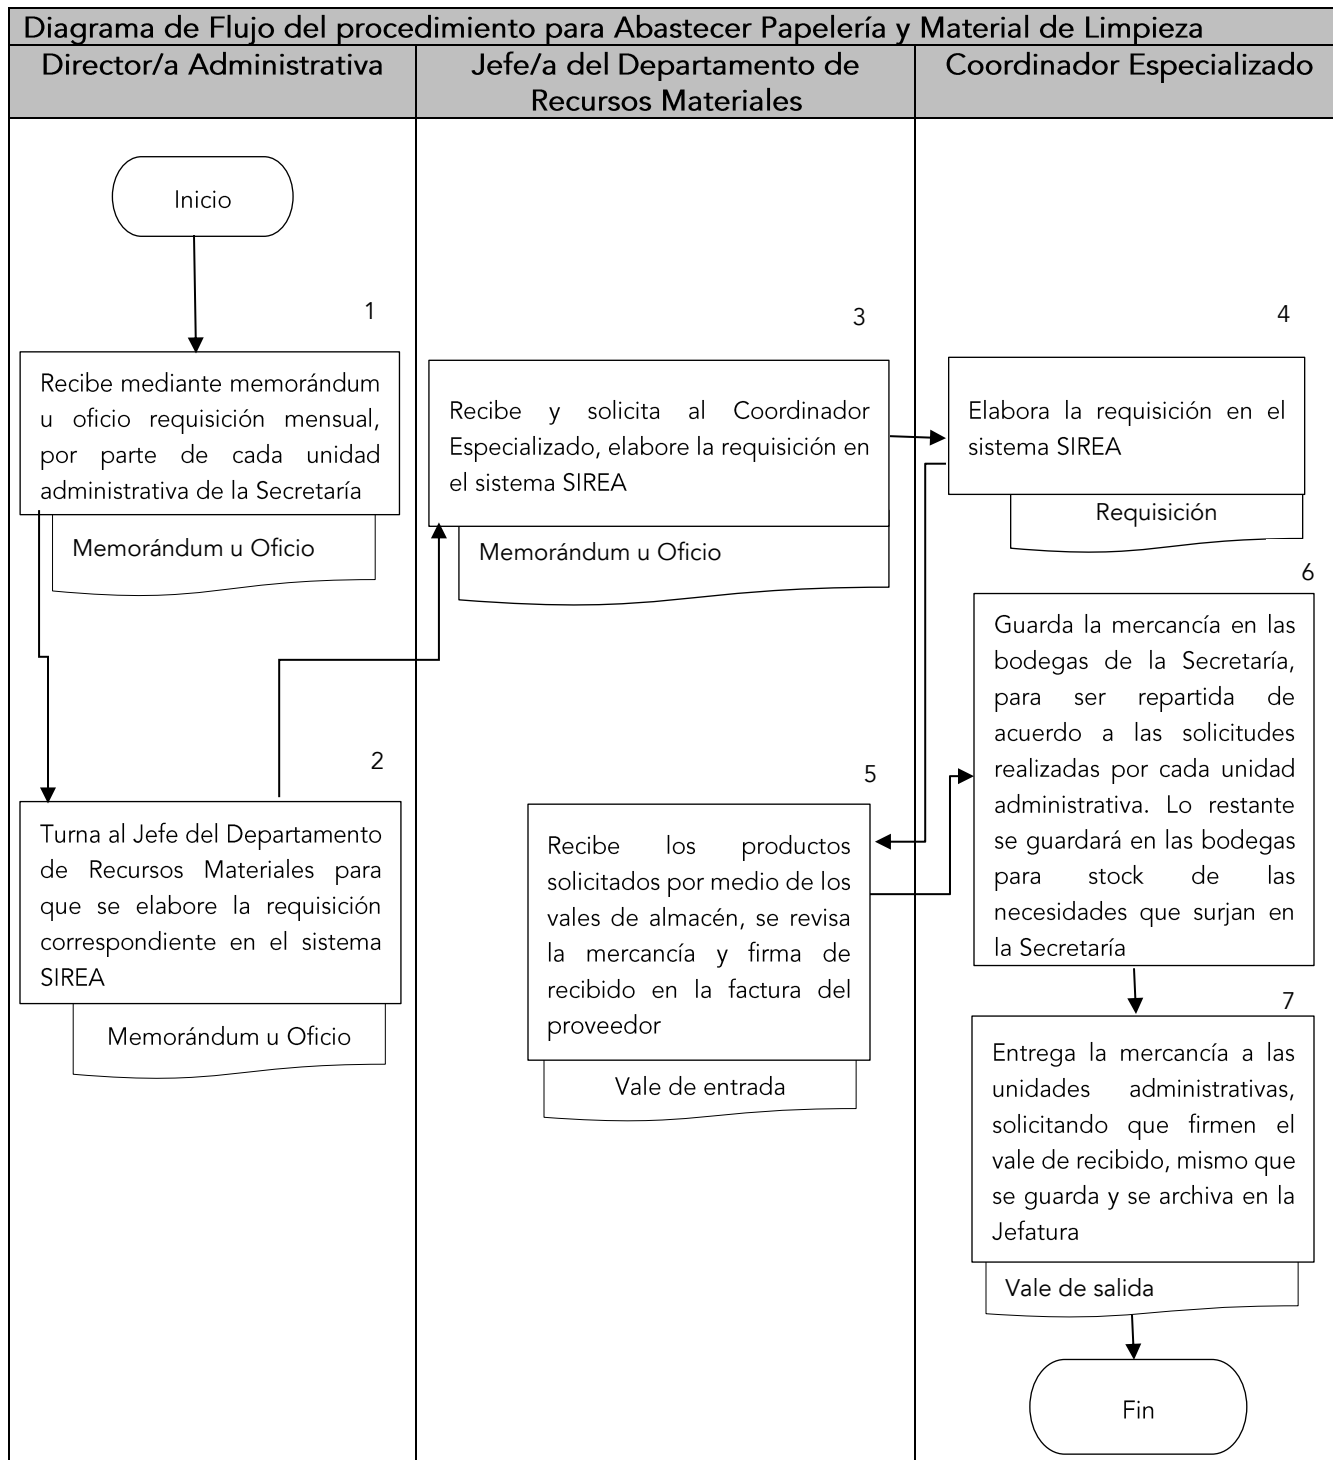 Diagrama de Flujo del procedimiento para Abastecer Papelería y Material de Limpieza
Director/a Administrativa
Jefe/a del Departamento de
Recursos Materiales
Coordinador Especializado
Inicio
1
Recibe mediante memorándum
u oficio requisición mensual,
por parte de cada unidad
administrativa de la Secretaría
Memorándum u Oficio
2
Turna al Jefe del Departamento
de Recursos Materiales para
que se elabore la requisición
correspondiente en el sistema
SIREA
Memorándum u Oficio
3
Recibe y solicita al Coordinador
Especializado, elabore la requisición en
el sistema SIREA
Memorándum u Oficio
4
Elabora la requisición en el
sistema SIREA
Requisición
5
Recibe los productos
solicitados por medio de los
vales de almacén, se revisa
la mercancía y firma de
recibido en la factura del
proveedor
Vale de entrada
6
Guarda la mercancía en las
bodegas de la Secretaría,
para ser repartida de
acuerdo a las solicitudes
realizadas por cada unidad
administrativa. Lo restante
se guardará en las bodegas
para stock de las
necesidades que surjan en
la Secretaría
7
Entrega la mercancía a las
unidades administrativas,
solicitando que firmen el
vale de recibido, mismo que
se guarda y se archiva en la
Jefatura
Vale de salida
Fin